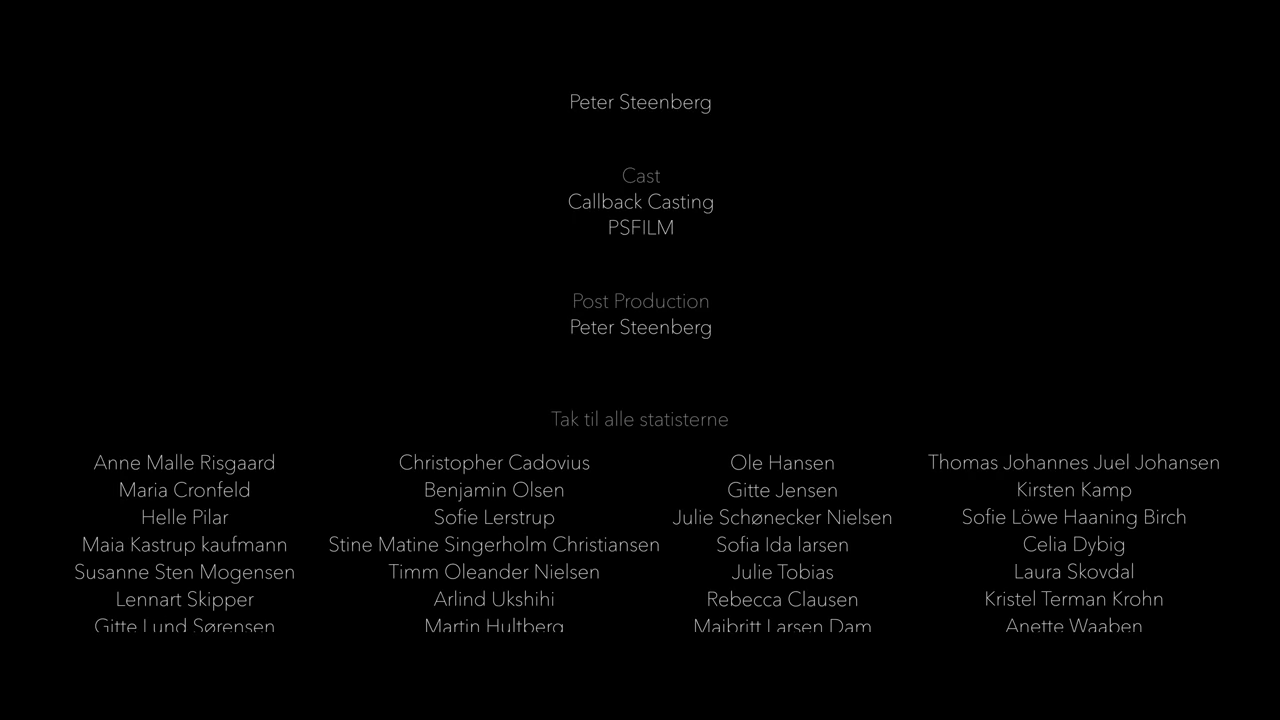 Peter Steenberg
Cast
Callback Casting
PSFILM
Post Production
Peter Steenberg
Tak til alle statisterne
Anne Malle Risgaard Christopher Cadovius Ole Hansen Thomas Johannes Juel Johansen
Maria Cronfeld Benjamin Olsen Gitte Jensen Kirsten Kamp
Helle Pilar Sofie Lerstrup Julie Schønecker Nielsen Sofie Löwe Haaning Birch
Maia Kastrup kaufmann Stine Matine Singerholm Christiansen Sofia Ida larsen Celia Dybig
Susanne Sten Mogensen Timm Oleander Nielsen Julie Tobias Laura Skovdal
Lennart Skipper Arlind Ukshihi Rebecca Clausen Kristel Terman Krohn
Gitte Lund Sørensen Martin Hultberg Majbritt Larsen Dam Anette Waaben